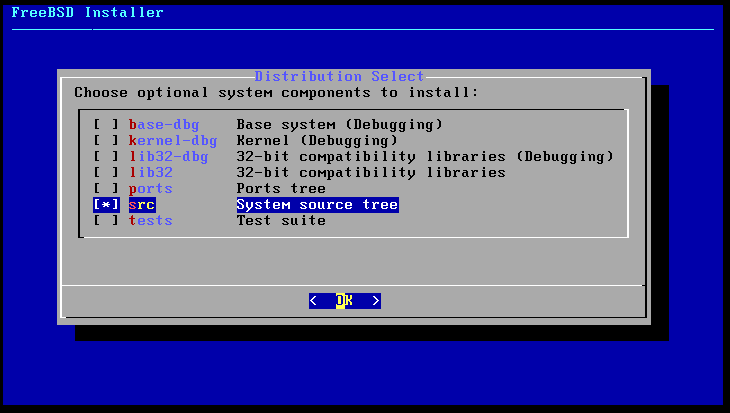 FreeBSD Installer
Distribution Select
Choose optional system components to install:
[ ] base-dbg Base system (Debugging)
[ ] kernel-dbg Kernel (Debugging)
[ ] lib32-dbg 32-bit compatibility libraries (Debugging)
[ ] lib32 32-bit compatibility libraries
[ ] ports Ports tree
[*] src System source tree
[ ] tests Test suite
< OK >